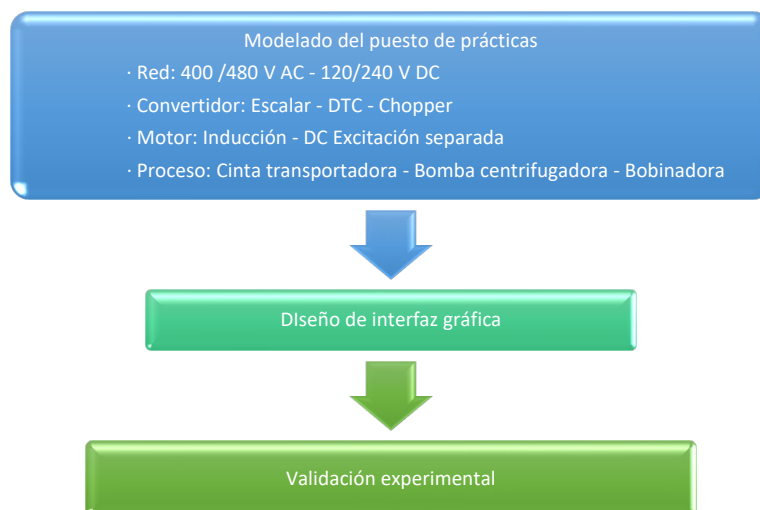 Modelado del puesto de prácticas
· Red: 400 /480 V AC - 120/240 V DC
· Convertidor: Escalar - DTC - Chopper
· Motor: Inducción - DC Excitación separada
· Proceso: Cinta transportadora - Bomba centrifugadora - Bobinadora
DIseño de interfaz gráfica
Validación experimental